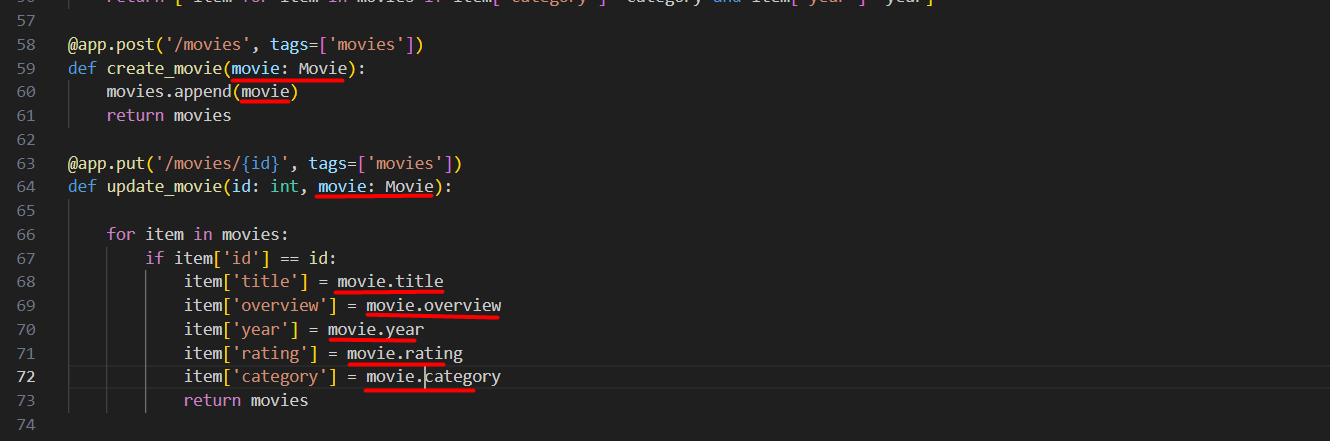 57
58 @app.post('/movies', tags=['movies'])
59 def create_movie(movie: Movie):
60     movies.append(movie)
61     return movies
62
63 @app.put('/movies/{id}', tags=['movies'])
64 def update_movie(id: int, movie: Movie):
65
66     for item in movies:
67         if item['id'] == id:
68             item['title'] = movie.title
69             item['overview'] = movie.overview
70             item['year'] = movie.year
71             item['rating'] = movie.rating
72             item['category'] = movie.category
73             return movies
74